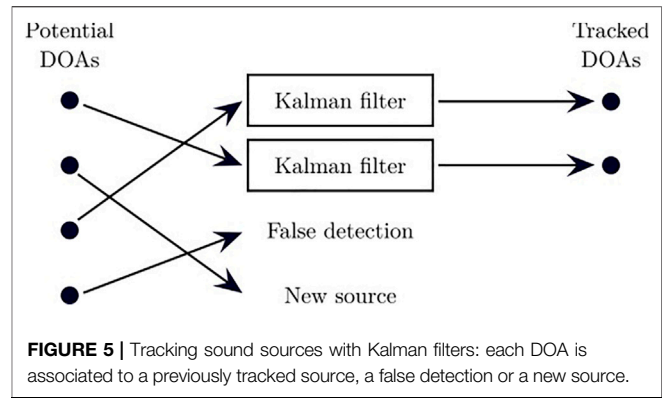 Potential
DOAs
Tracked
DOAs
Kalman filter
Kalman filter
False detection
New source
FIGURE 5 | Tracking sound sources with Kalman filters: each DOA is
associated to a previously tracked source, a false detection or a new source.